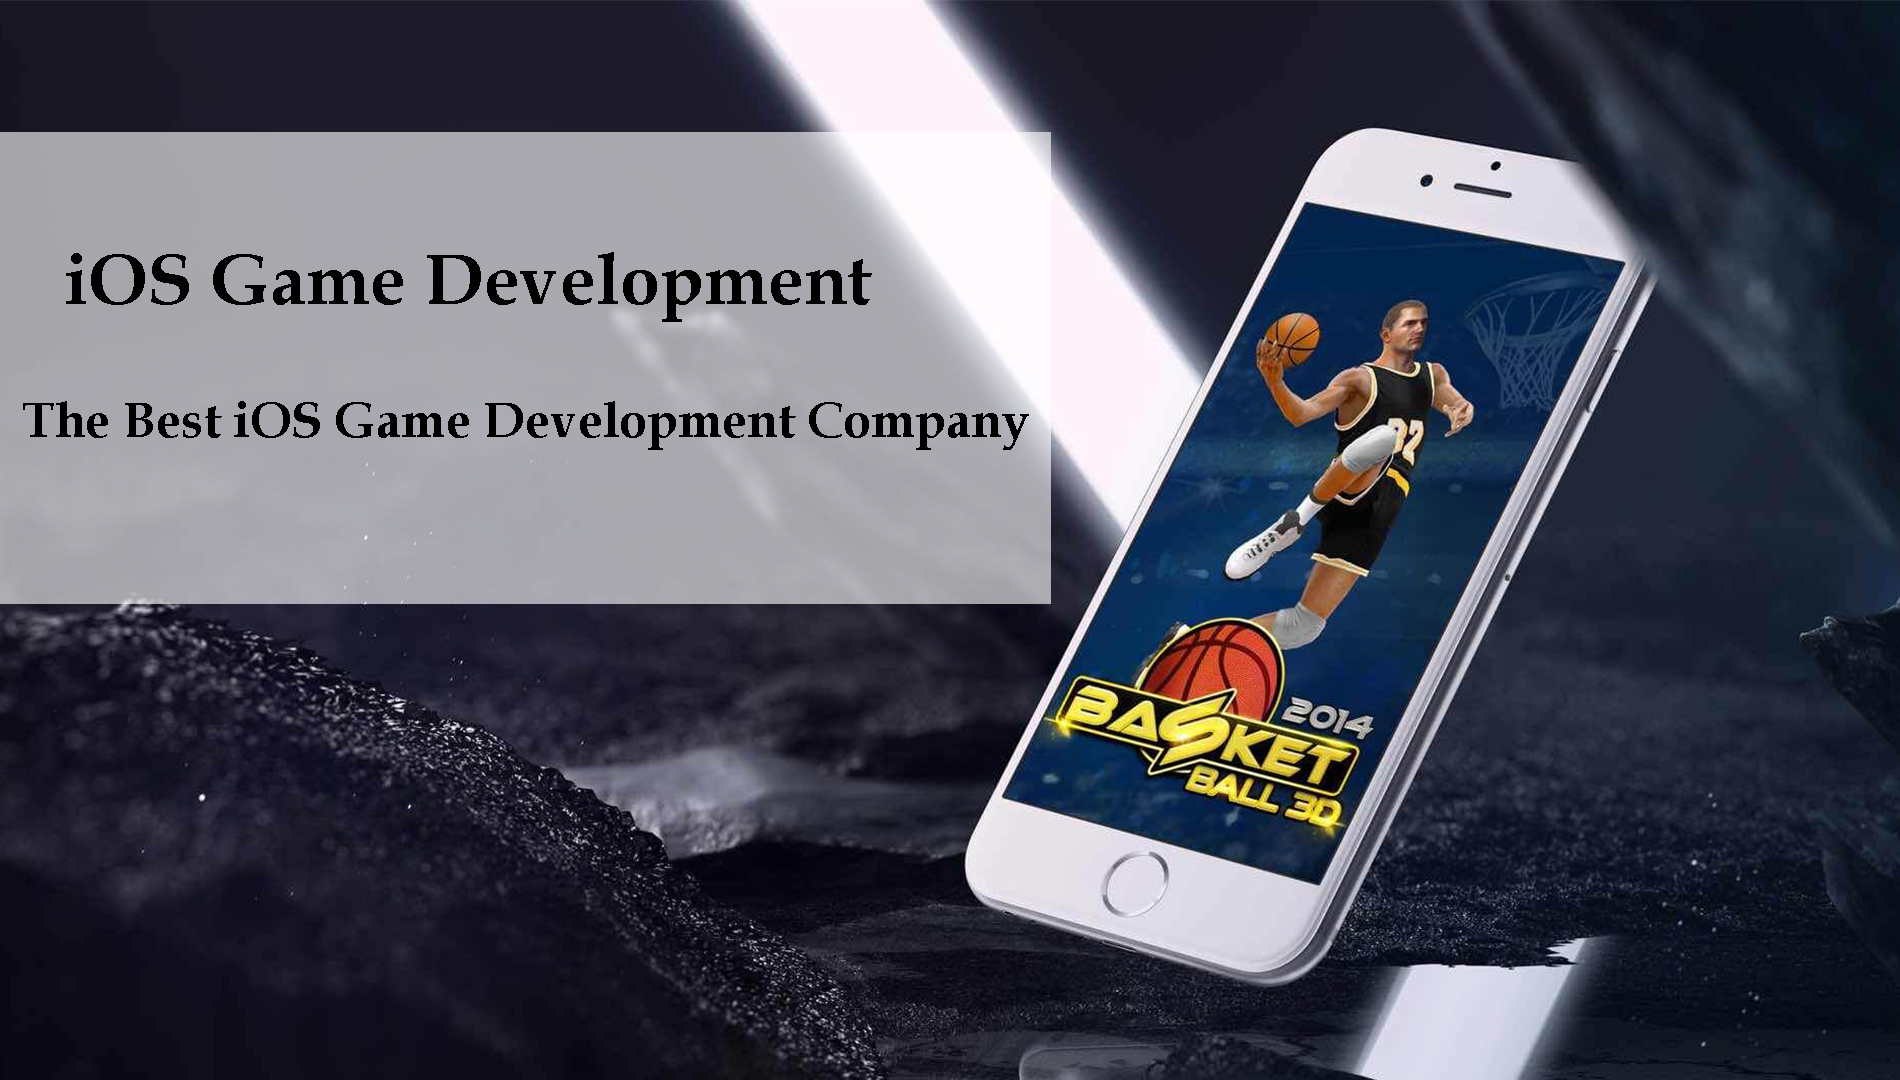 iOS Game Development
The Best iOS Game Development Company
32
2014
BASKET
BALL 3D